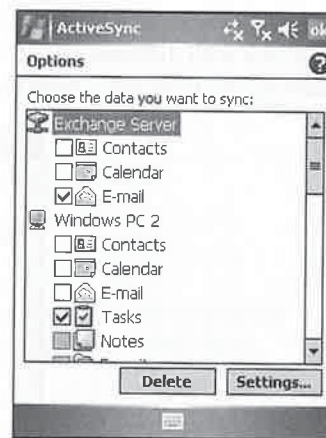 ActiveSync
ok
Options
?
Choose the data you want to sync:
Exchange Server
Contacts
Calendar
E-mail
Windows PC 2
Contacts
Calendar
E-mail
Tasks
Notes
Delete Settings...